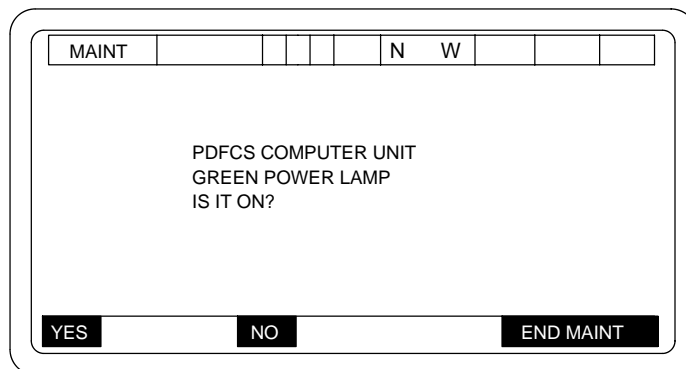 MAINT N W
PDFCS COMPUTER UNIT
GREEN POWER LAMP
IS IT ON?
YES NO END MAINT